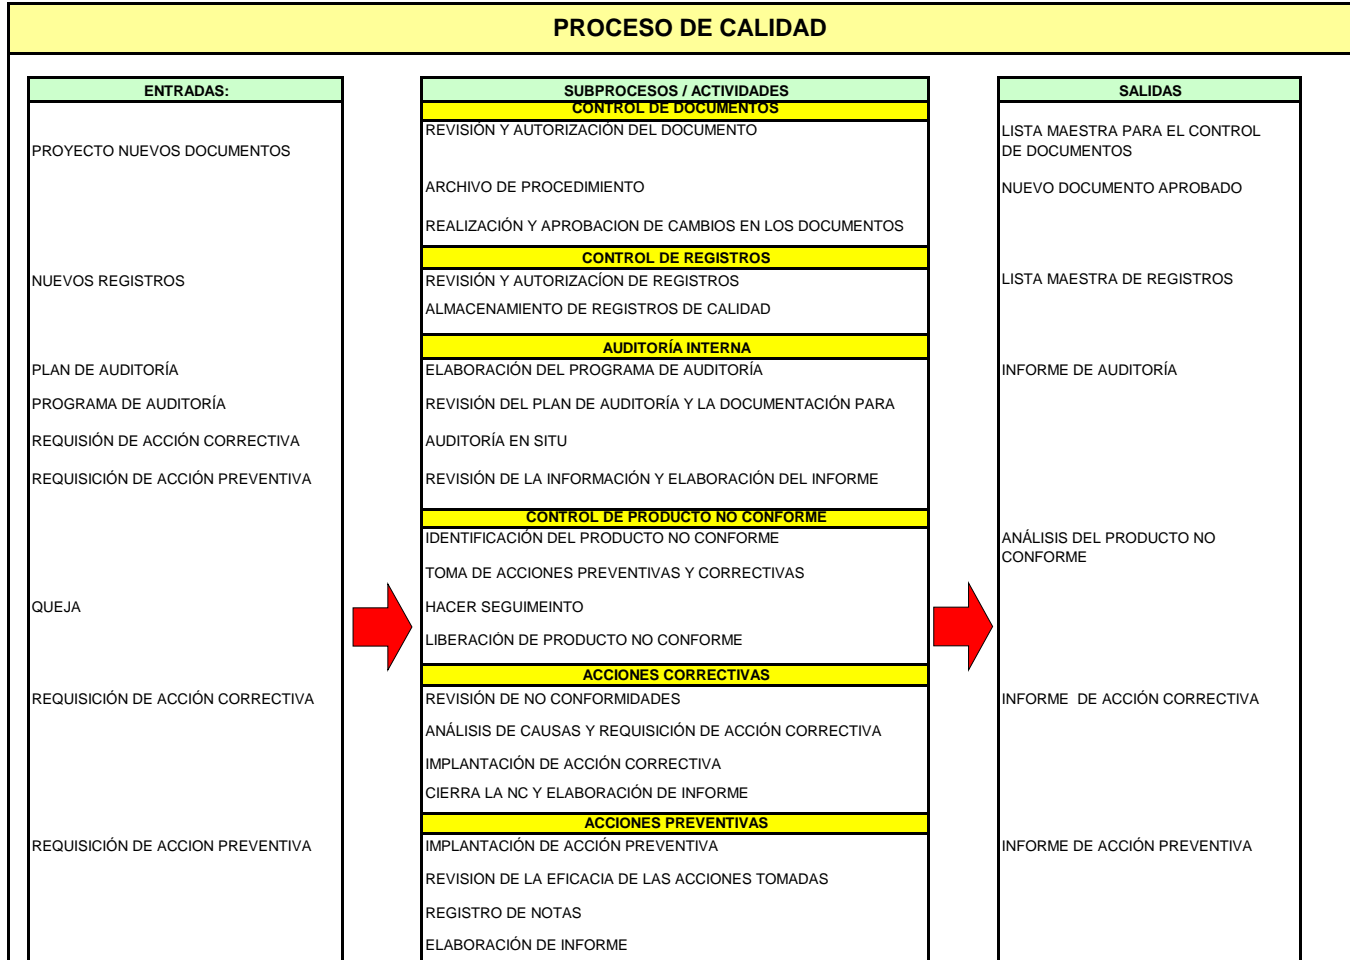 PROCESO DE CALIDAD
ENTRADAS:
PROYECTO NUEVOS DOCUMENTOS
NUEVOS REGISTROS
PLAN DE AUDITORÍA
PROGRAMA DE AUDITORÍA
REQUISIÓN DE ACCIÓN CORRECTIVA
REQUISICIÓN DE ACCIÓN PREVENTIVA
QUEJA
REQUISICIÓN DE ACCIÓN CORRECTIVA
REQUISICIÓN DE ACCION PREVENTIVA
SUBPROCESOS / ACTIVIDADES
CONTROL DE DOCUMENTOS
REVISIÓN Y AUTORIZACIÓN DEL DOCUMENTO
ARCHIVO DE PROCEDIMIENTO
REALIZACIÓN Y APROBACION DE CAMBIOS EN LOS DOCUMENTOS
CONTROL DE REGISTROS
REVISIÓN Y AUTORIZACÍON DE REGISTROS
ALMACENAMIENTO DE REGISTROS DE CALIDAD
AUDITORÍA INTERNA
ELABORACIÓN DEL PROGRAMA DE AUDITORÍA
REVISIÓN DEL PLAN DE AUDITORÍA Y LA DOCUMENTACIÓN PARA
AUDITORÍA EN SITU
REVISIÓN DE LA INFORMACIÓN Y ELABORACIÓN DEL INFORME
CONTROL DE PRODUCTO NO CONFORME
IDENTIFICACIÓN DEL PRODUCTO NO CONFORME
TOMA DE ACCIONES PREVENTIVAS Y CORRECTIVAS
HACER SEGUIMEINTO
LIBERACIÓN DE PRODUCTO NO CONFORME
ACCIONES CORRECTIVAS
REVISIÓN DE NO CONFORMIDADES
ANÁLISIS DE CAUSAS Y REQUISICIÓN DE ACCIÓN CORRECTIVA
IMPLANTACIÓN DE ACCIÓN CORRECTIVA
CIERRA LA NC Y ELABORACIÓN DE INFORME
ACCIONES PREVENTIVAS
IMPLANTACIÓN DE ACCIÓN PREVENTIVA
REVISION DE LA EFICACIA DE LAS ACCIONES TOMADAS
REGISTRO DE NOTAS
ELABORACIÓN DE INFORME
SALIDAS
LISTA MAESTRA PARA EL CONTROL
DE DOCUMENTOS
NUEVO DOCUMENTO APROBADO
LISTA MAESTRA DE REGISTROS
INFORME DE AUDITORÍA
ANÁLISIS DEL PRODUCTO NO
CONFORME
INFORME  DE ACCIÓN CORRECTIVA
INFORME DE ACCIÓN PREVENTIVA